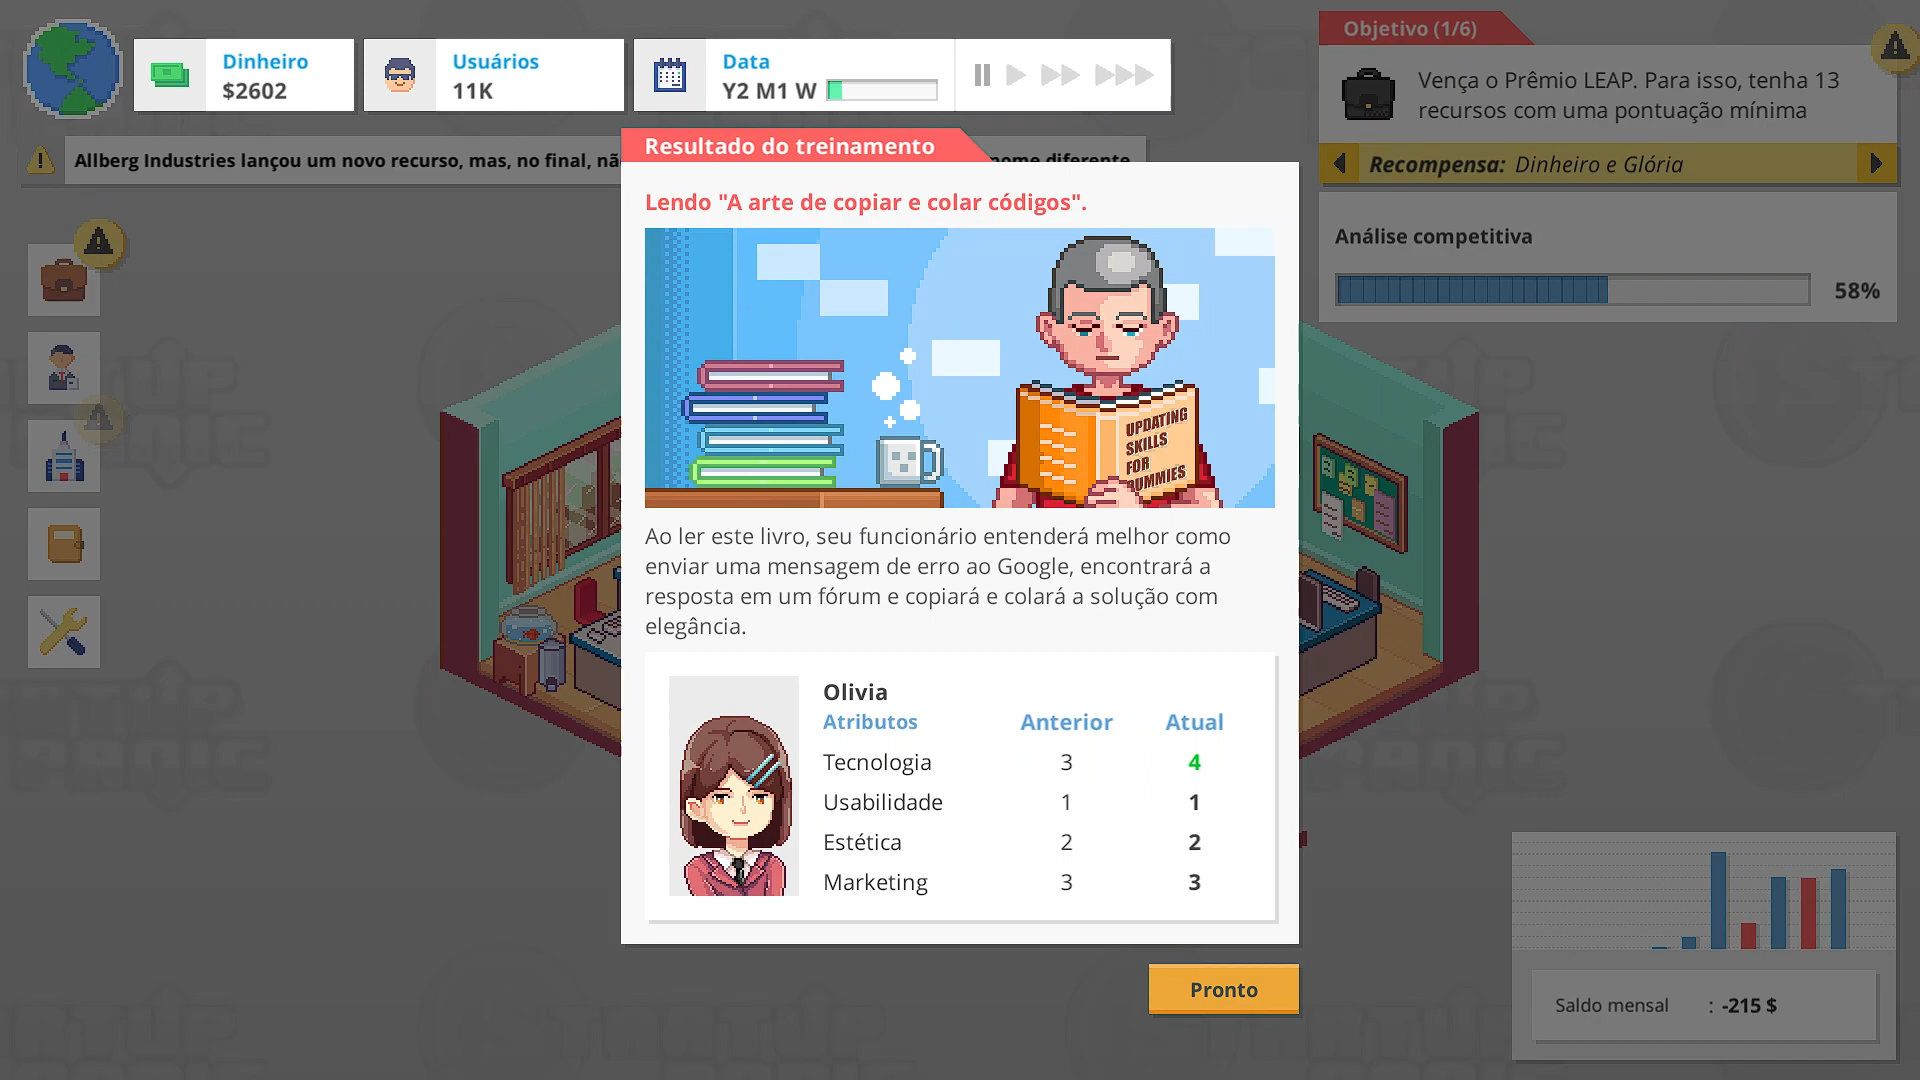 Dinheiro
$2602
Usuários
11K
Data
Y2 M1 W
Objetivo (1/6)
Vença o Prêmio LEAP. Para isso, tenha 13
recursos com uma pontuação mínima
Recompensa: Dinheiro e Glória
Análise competitiva
58%
Allberg Industries lançou um novo recurso, mas, no final, nã
nome diferente
Resultado do treinamento
Lendo "A arte de copiar e colar códigos".
UPDATING
SKILLS
FOR
DUMMIES
Ao ler este livro, seu funcionário entenderá melhor como
enviar uma mensagem de erro ao Google, encontrará a
resposta em um fórum e copiará e colará a solução com
elegância.
Olivia
Atributos Anterior Atual
Tecnologia 3 4
Usabilidade 1 1
Estética 2 2
Marketing 3 3
Pronto
Saldo mensal : -215 $